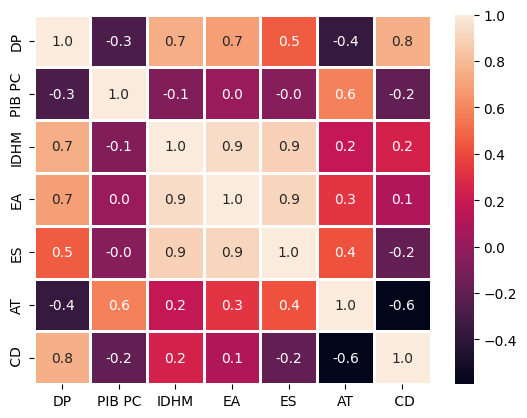 DP 1.0 -0.3 0.7 0.7 0.5 -0.4 0.8
PIB PC -0.3 1.0 -0.1 0.0 -0.0 0.6 -0.2
IDHM 0.7 -0.1 1.0 0.9 0.9 0.2 0.2
EA 0.7 0.0 0.9 1.0 0.9 0.3 0.1
ES 0.5 -0.0 0.9 0.9 1.0 0.4 -0.2
AT -0.4 0.6 0.2 0.3 0.4 1.0 -0.6
CD 0.8 -0.2 0.2 0.1 -0.2 -0.6 1.0
DP PIB PC IDHM EA ES AT CD
1.0
0.8
0.6
0.4
0.2
0.0
−0.2
−0.4